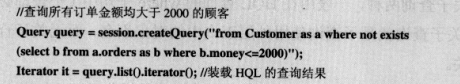 //查询所有订单金额均大于 2000 的顾客
Query query = session.createQuery("from Customer as a where not exists
(select b from a.orders as b where b.money<=2000)");
Iterator it = query.list().iterator(); //装载 HQL 的查询结果